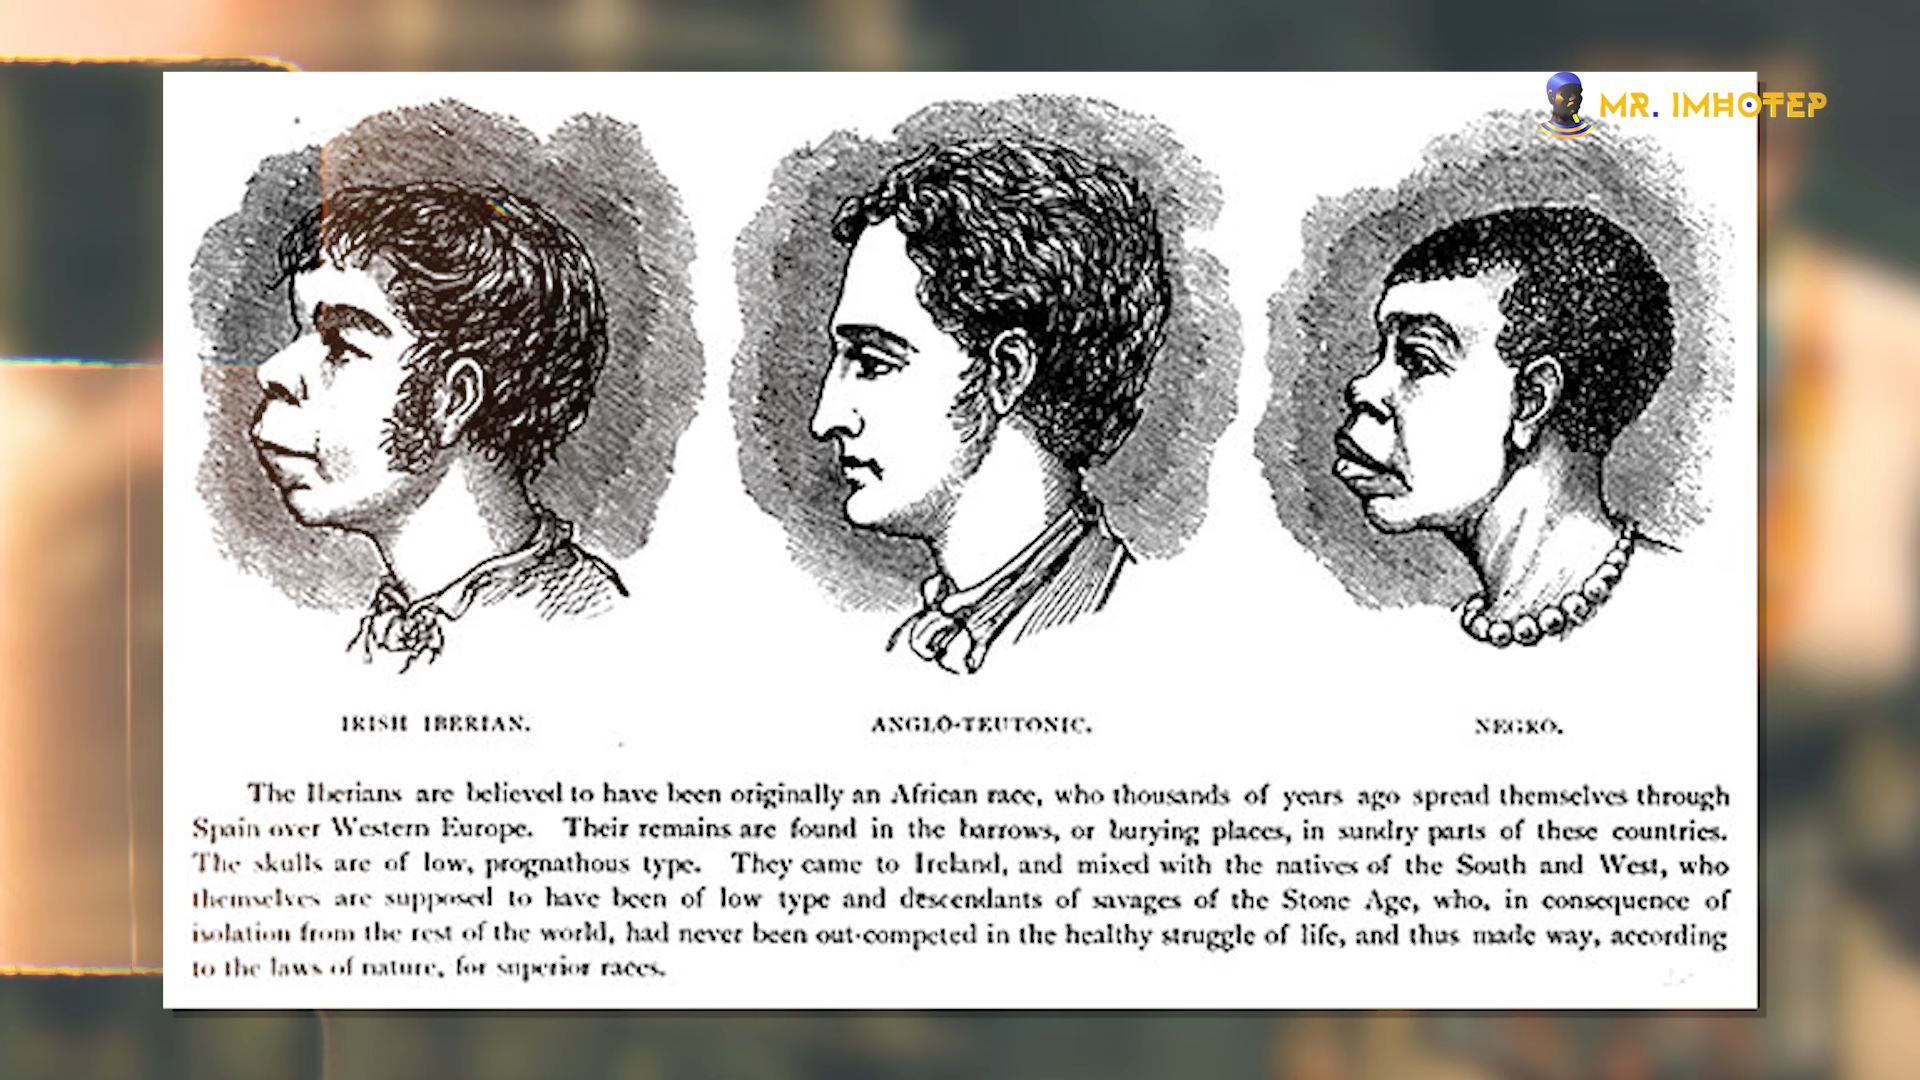 MR. IMHOTEP
IRISH IBERIAN.
ANGLO-TEUTONIC.
NEGRO.
The Iberians are believed to have been originally an African race, who thousands of years ago spread themselves through
Spain over Western Europe. Their remains are found in the barrows, or burying places, in sundry parts of these countries.
The skulls are of low, prognathous type. They came to Ireland, and mixed with the natives of the South and West, who
themselves are supposed to have been of low type and descendants of savages of the Stone Age, who, in consequence of
isolation from the rest of the world, had never been out-competed in the healthy struggle of life, and thus made way, according
to the laws of nature, for superior races.